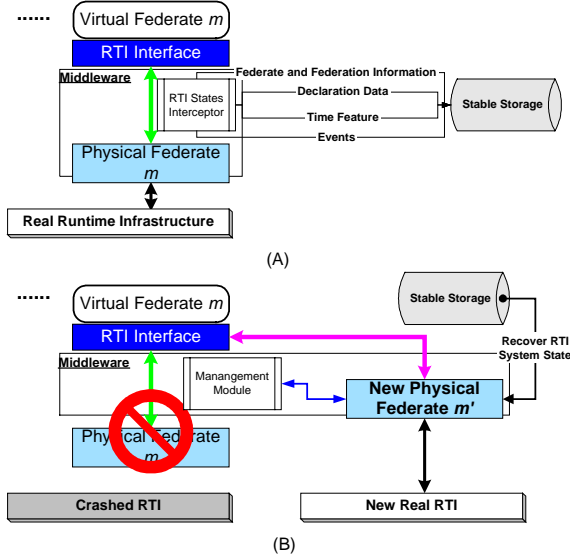 ......
Virtual Federate m
RTI Interface
Middleware
RTI States
Interceptor
Federate and Federation Information
Declaration Data
Time Feature
Events
Stable Storage
Physical Federate
m
Real Runtime Infrastructure
(A)
......
Virtual Federate m
RTI Interface
Middleware
Manangement
Module
Stable Storage
Recover RTI
System State
New Physical
Federate m'
Physical Federate
m
Crashed RTI
New Real RTI
(B)